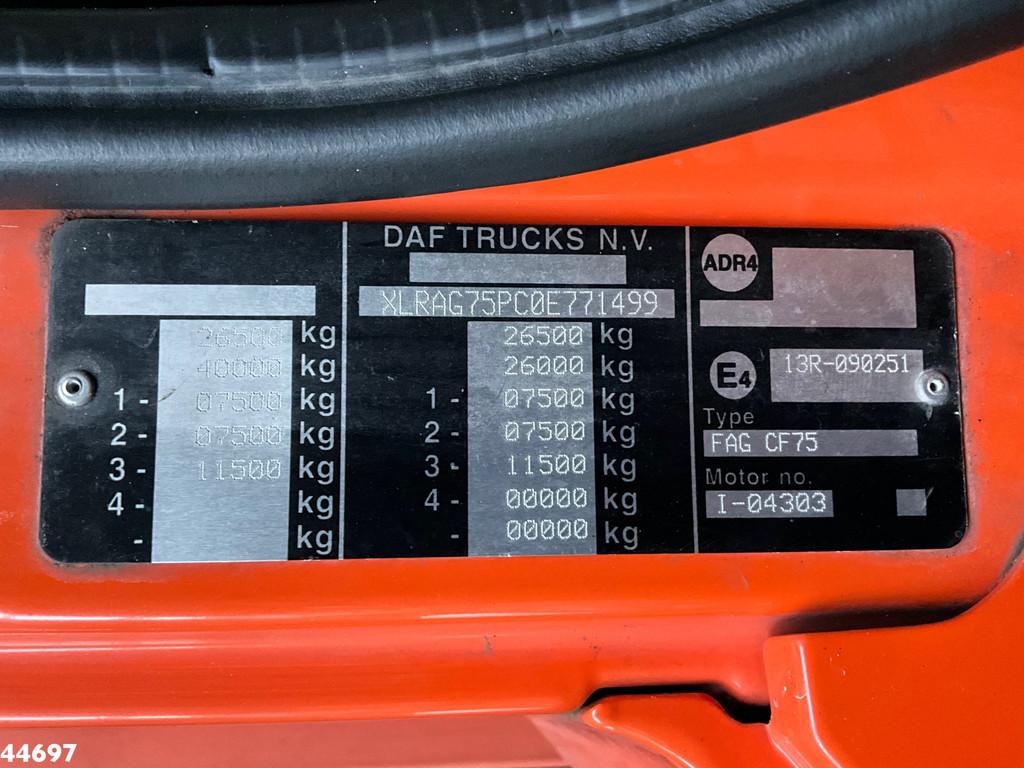 DAF TRUCKS N.V.
XLRAG75PC0E771499
26500 kg
40000 kg
1 - 07500 kg
2 - 07500 kg
3 - 11500 kg
4 - kg
- kg
26500 kg
26000 kg
1 - 07500 kg
2 - 07500 kg
3 - 11500 kg
4 - 00000 kg
- 00000 kg
ADR4
E4 13R-090251
Type
FAG CF75
Motor no.
I-04303
44697